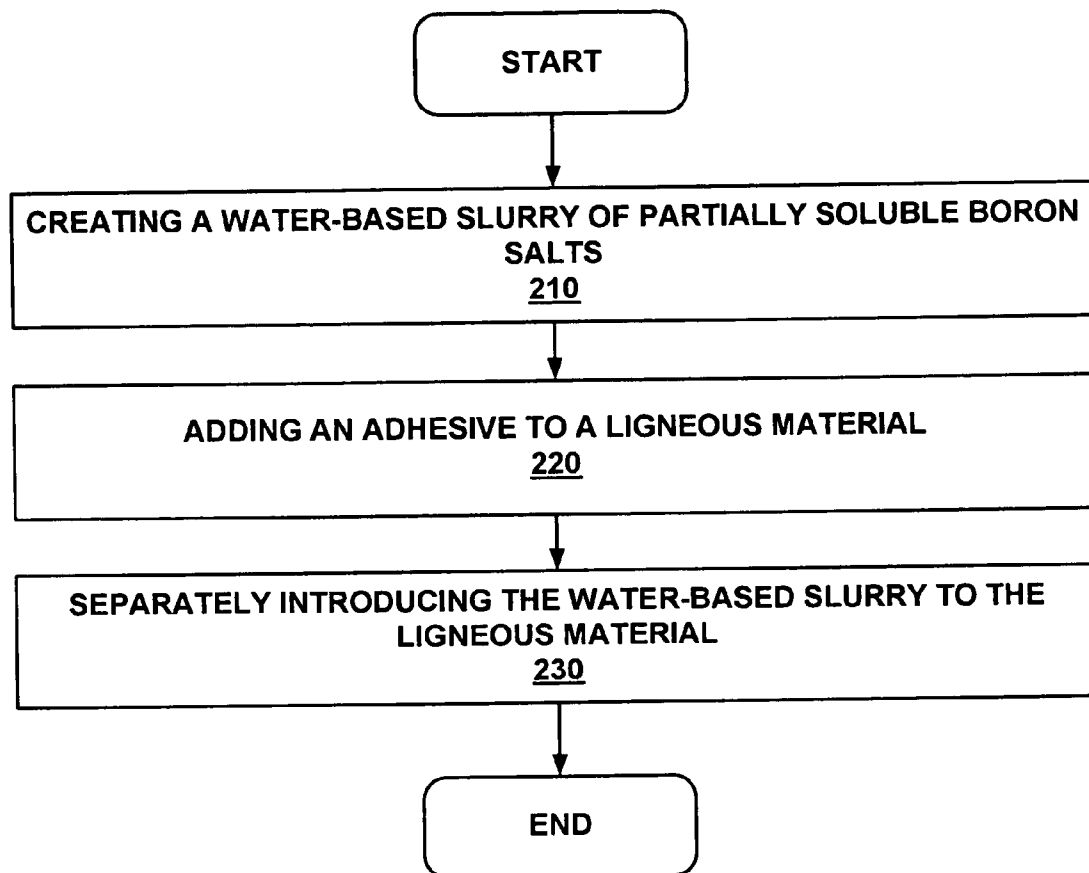 START
CREATING A WATER-BASED SLURRY OF PARTIALLY SOLUBLE BORON
SALTS
210
ADDING AN ADHESIVE TO A LIGNEOUS MATERIAL
220
SEPARATELY INTRODUCING THE WATER-BASED SLURRY TO THE
LIGNEOUS MATERIAL
230
END